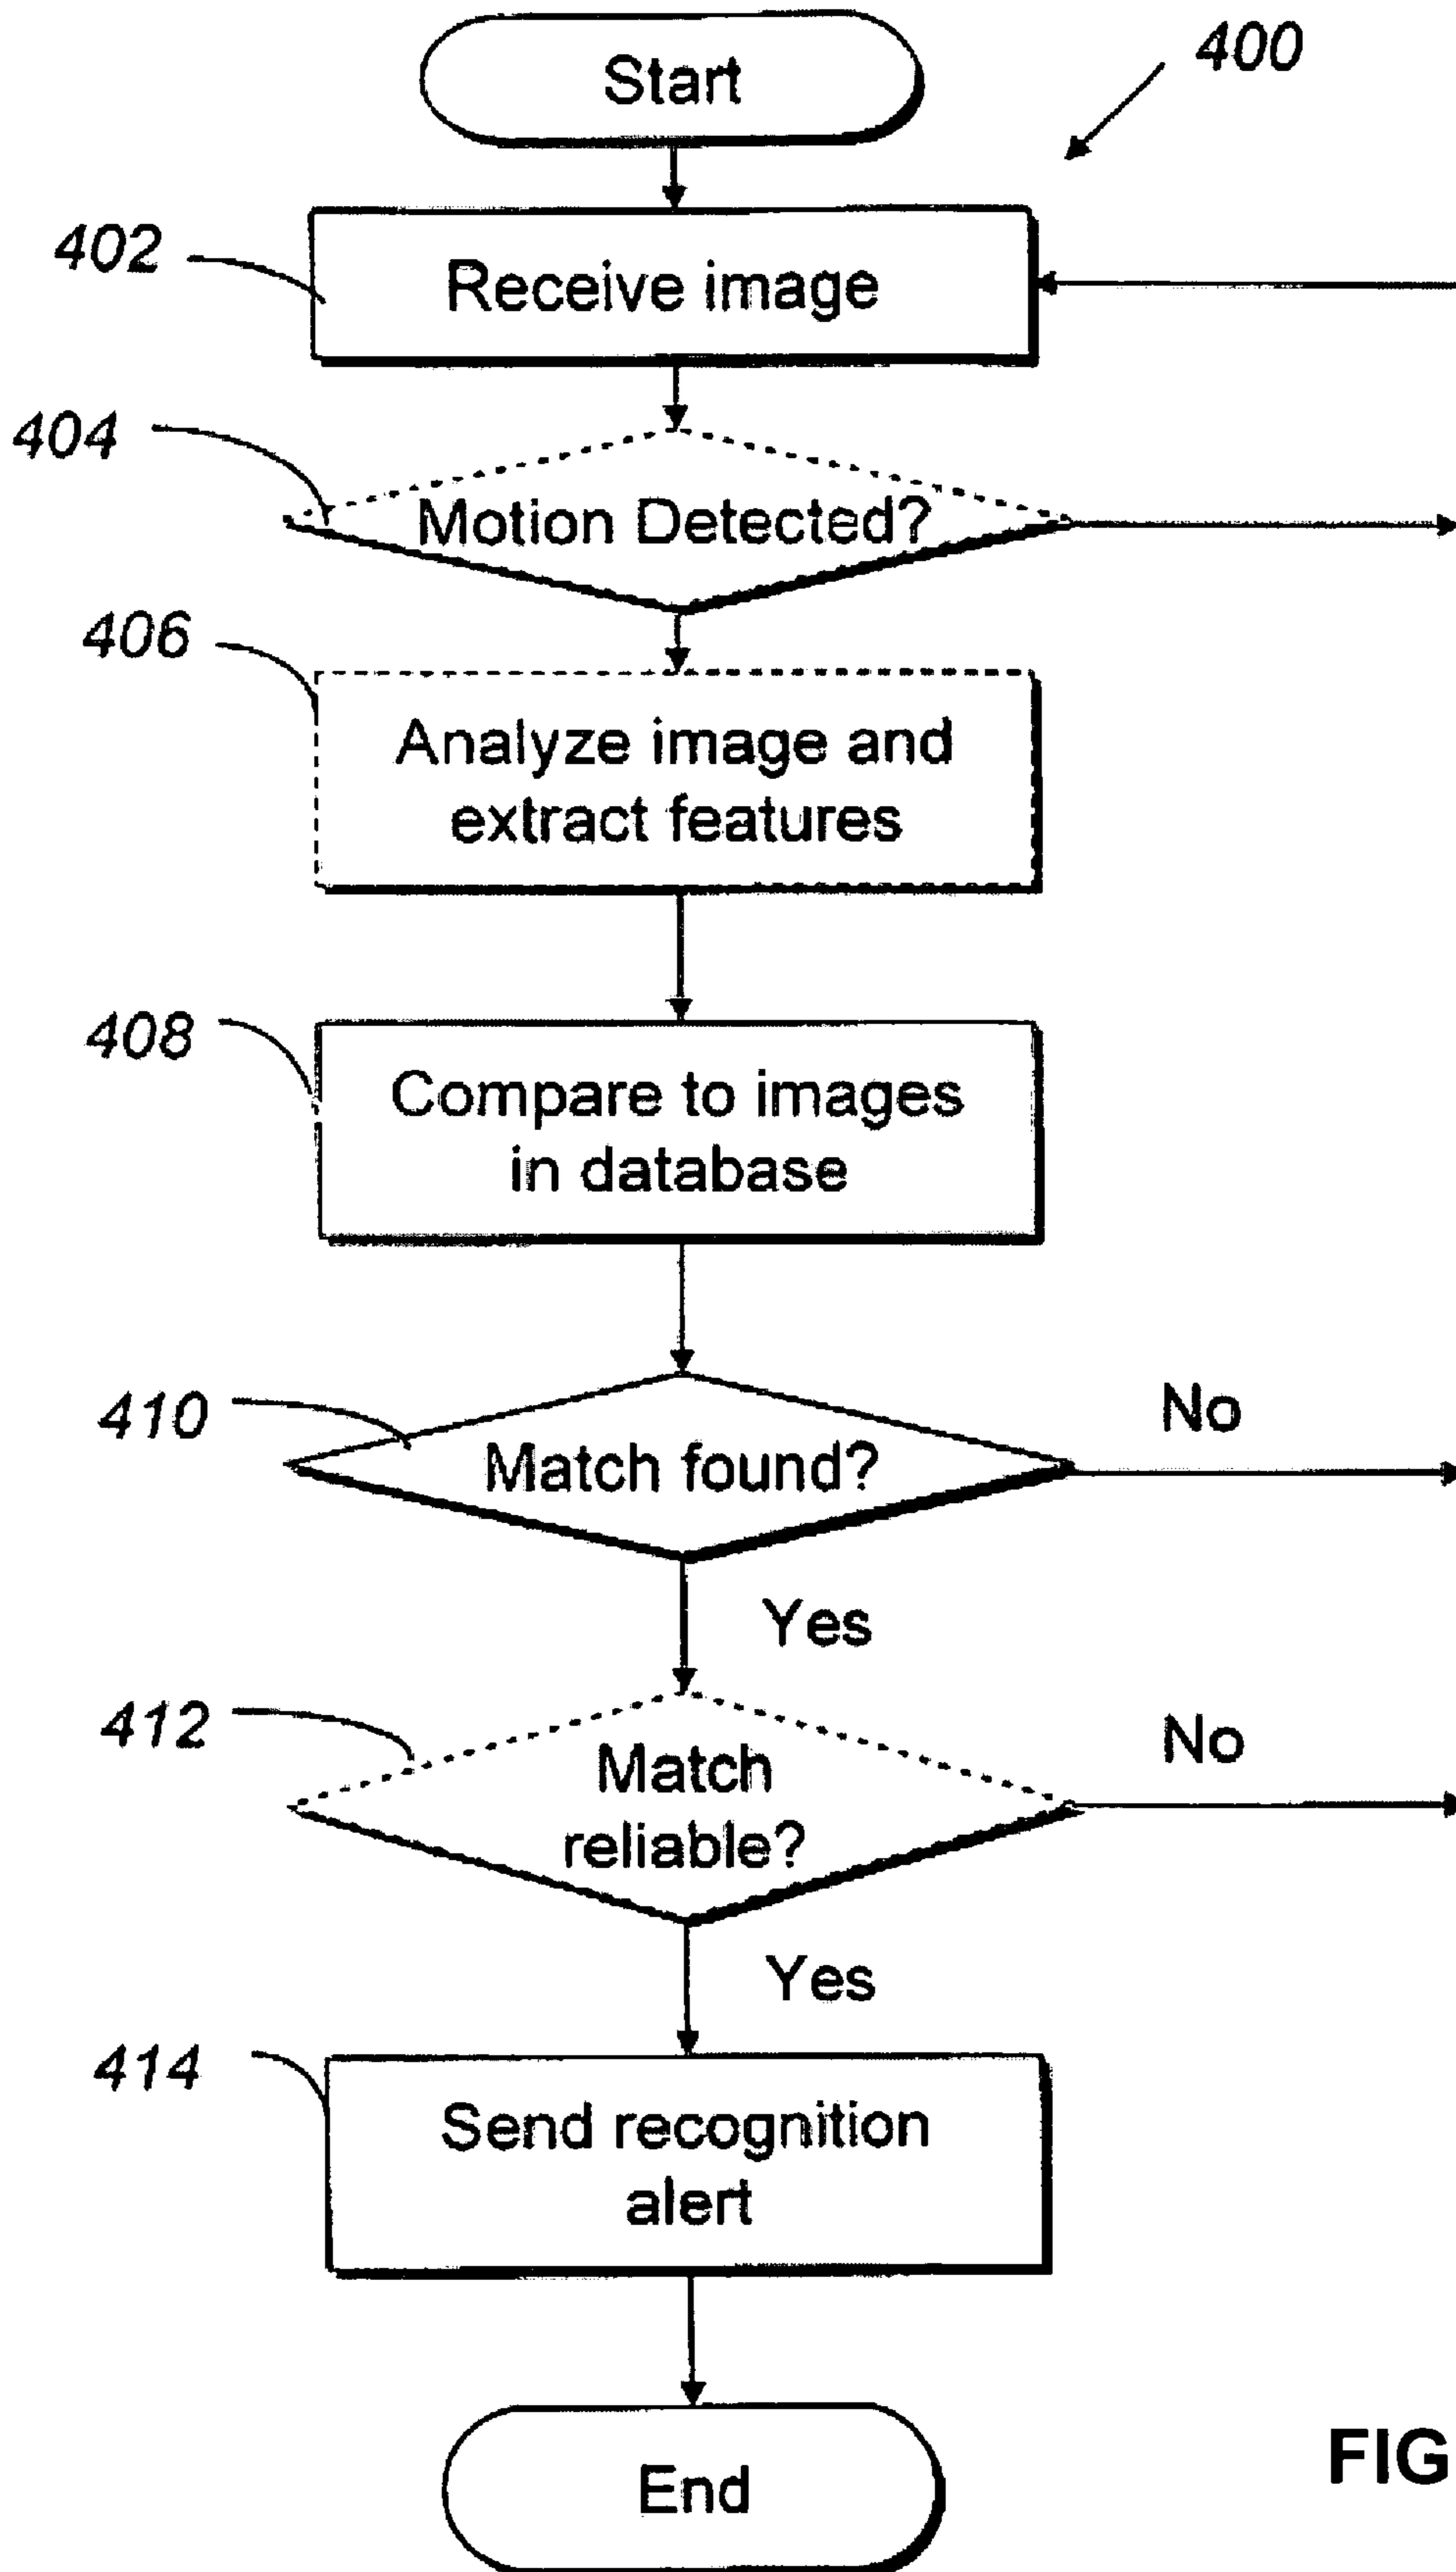 Start
400
402
Receive image
404
Motion Detected?
406
Analyze image and
extract features
408
Compare to images
in database
410
Match found?
No
Yes
412
Match
reliable?
No
Yes
414
Send recognition
alert
End
FIG